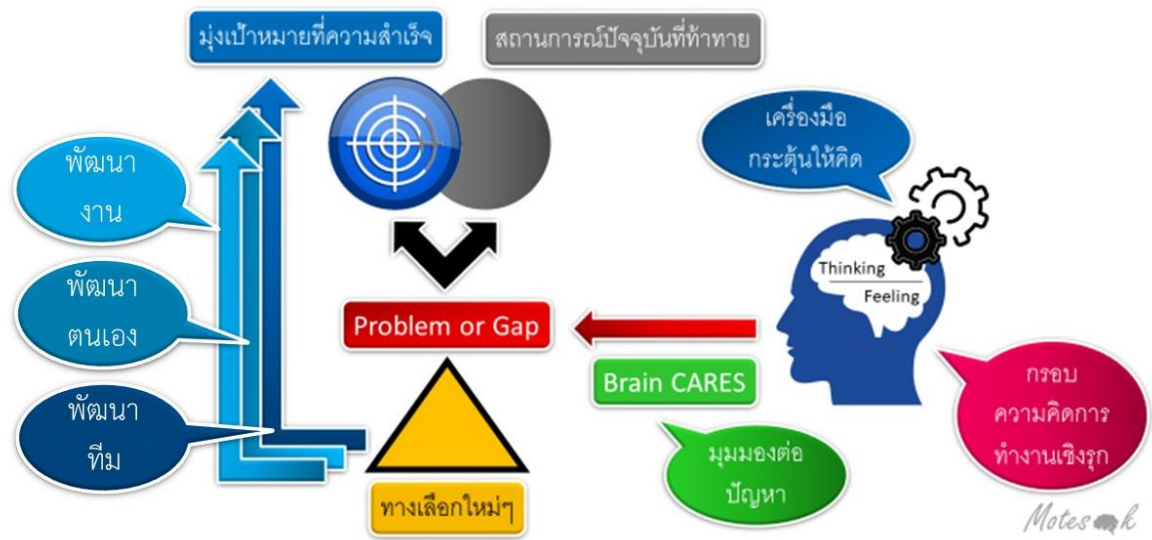 มุ่งเป้าหมายที่ความสำเร็จ
สถานการณ์ปัจจุบันที่ท้าทาย
เครื่องมือ
กระตุ้นให้คิด
พัฒนา
งาน
Thinking
Feeling
พัฒนา
ตนเอง
Problem or Gap
Brain CARES
กรอบ
ความคิดการ
ทำงานเชิงรุก
พัฒนา
ทีม
มุมมองต่อ
ปัญหา
ทางเลือกใหม่ๆ
Motes k